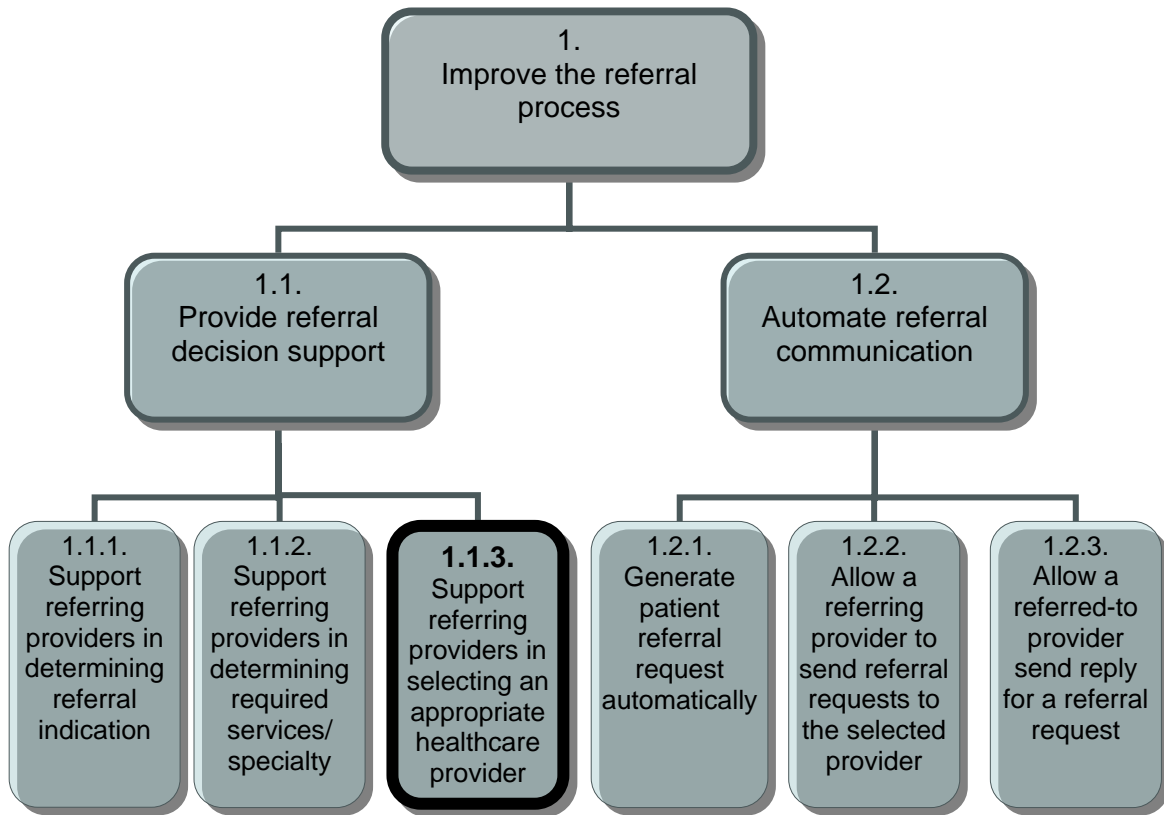 1.
Improve the referral
process
1.1.
Provide referral
decision support
1.2.
Automate referral
communication
1.1.1.
Support
referring
providers in
determining
referral
indication
1.1.2.
Support
referring
providers in
determining
required
services/
specialty
1.1.3.
Support
referring
providers in
selecting an
appropriate
healthcare
provider
1.2.1.
Generate
patient
referral
request
automatically
1.2.2.
Allow a
referring
provider to
send referral
requests to
the selected
provider
1.2.3.
Allow a
referred-to
provider
send reply
for a referral
request